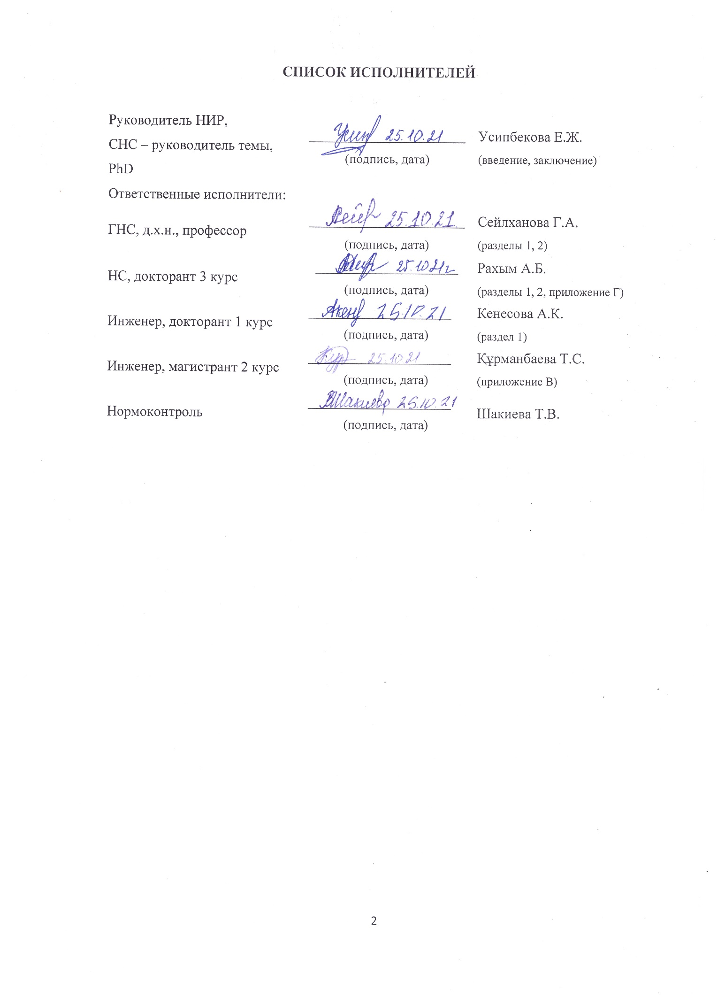 СПИСОК ИСПОЛНИТЕЛЕЙ
Руководитель НИР,
СНС – руководитель темы,
PhD
25.10.21
(подпись, дата)
Усипбекова Е.Ж.
(введение, заключение)
Ответственные исполнители:
ГНС, д.х.н., профессор
25.10.21
(подпись, дата)
Сейлханова Г.А.
(разделы 1, 2)
НС, докторант 3 курс
25.10.21г
(подпись, дата)
Рахым А.Б.
(разделы 1, 2, приложение Г)
Инженер, докторант 1 курс
25.10.21
(подпись, дата)
Кенесова А.К.
(раздел 1)
Инженер, магистрант 2 курс
25.10.21
(подпись, дата)
Құрманбаева Т.С.
(приложение В)
Нормоконтроль
25.10.21
(подпись, дата)
Шакиева Т.В.
2